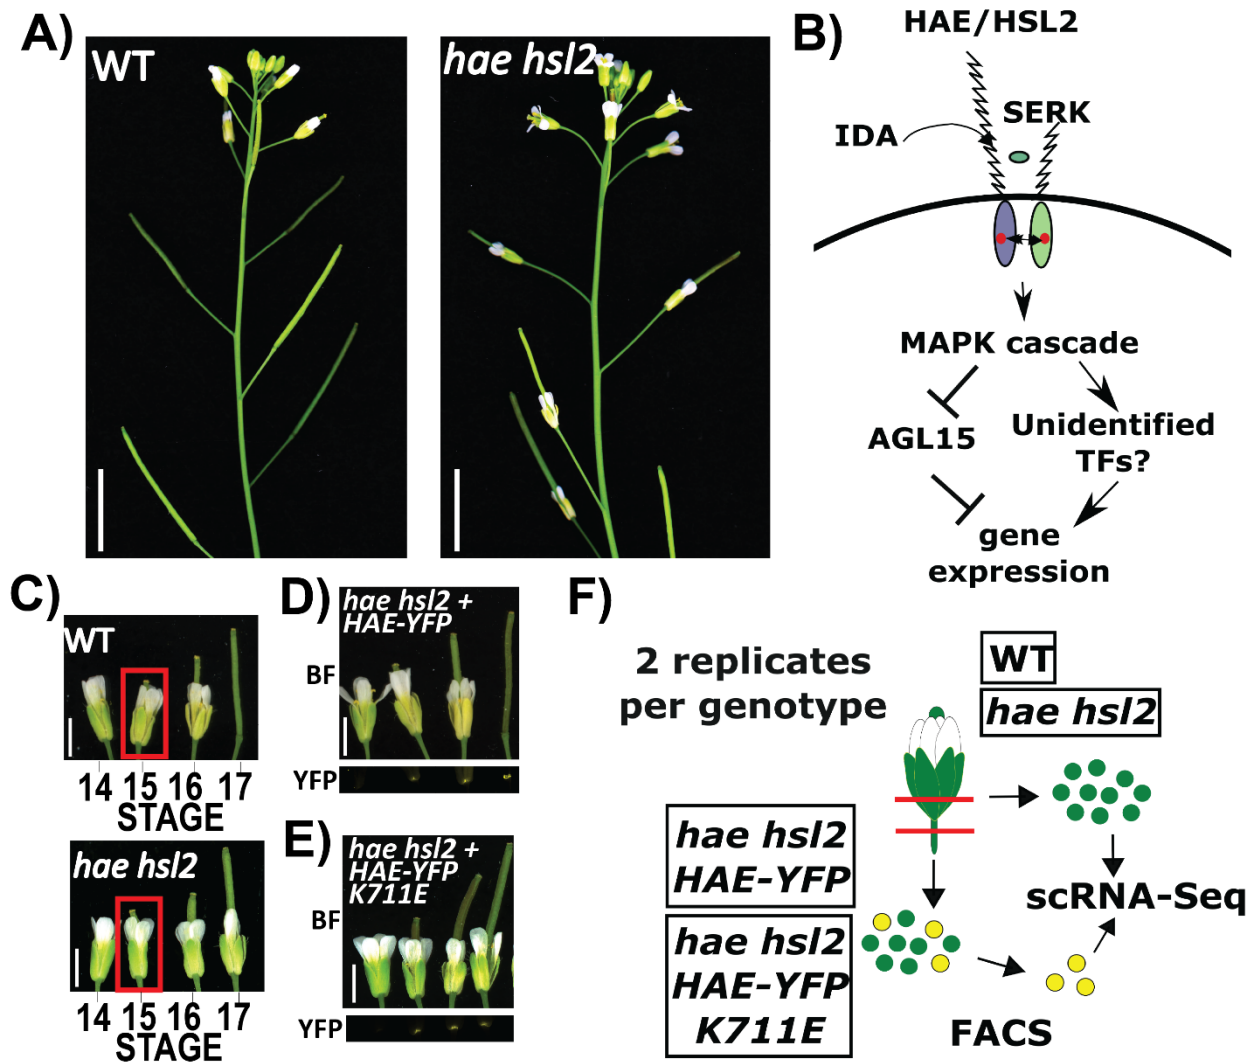 A)
WT
hae hsl2
B)
HAE/HSL2
SERK
IDA
MAPK cascade
AGL15
Unidentified
TFs?
gene
expression
C)
WT
14 15 16 17
STAGE
hae hsl2
14 15 16 17
STAGE
D)
hae hsl2 +
HAE-YFP
BF
YFP
E)
hae hsl2 +
HAE-YFP
K711E
BF
YFP
F)
2 replicates
per genotype
WT
hae hsl2
hae hsl2
HAE-YFP
hae hsl2
HAE-YFP
K711E
scRNA-Seq
FACS